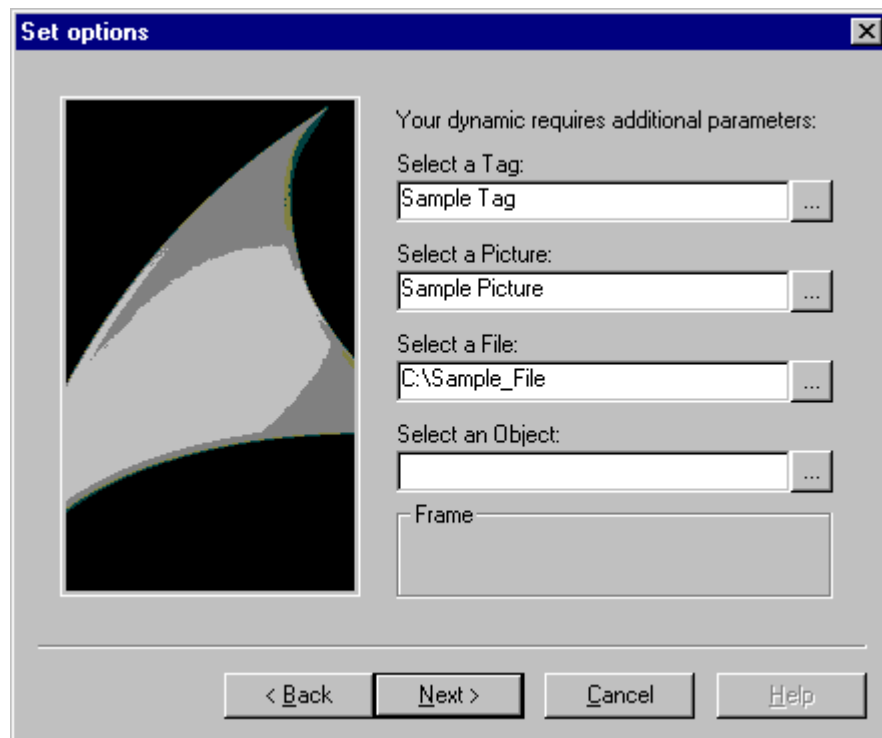 Set options
Your dynamic requires additional parameters:
Select a Tag:
Sample Tag
...
Select a Picture:
Sample Picture
...
Select a File:
C:\Sample_File
...
Select an Object:
...
Frame
< Back
Next >
Cancel
Help